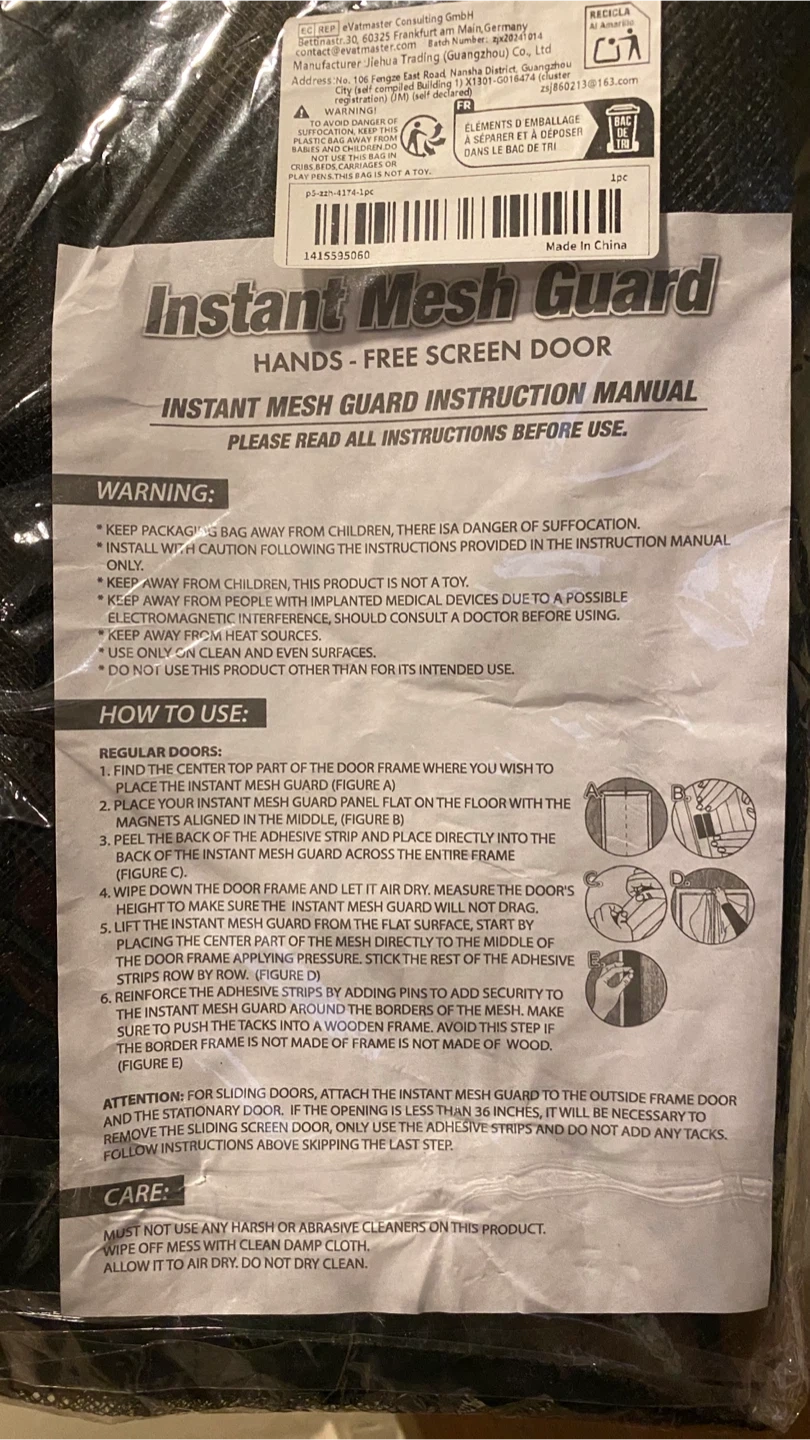 EC REP eVatmaster Consulting GmbH
Bettinastr.30, 60325 Frankfurt am Main,Germany
contact@evatmaster.com Batch Number: zjx20241014
Manufacturer :Jiehua Trading (Guangzhou) Co., Ltd
Address:No. 106 Fengze East Road, Nansha District, Guangzhou
City (self compiled Building 1) X1301-G016474 (cluster
registration) (JM) (self declared) zsj860213@163.com
RECICLA
Al Amarillo
WARNING!
TO AVOID DANGER OF
SUFFOCATION, KEEP THIS
PLASTIC BAG AWAY FROM
BABIES AND CHILDREN.DO
NOT USE THIS BAG IN
CRIBS,BEDS,CARRIAGES OR
PLAY PENS.THIS BAG IS NOT A TOY.
FR
ÉLÉMENTS D'EMBALLAGE
À SÉPARER ET À DÉPOSER
DANS LE BAC DE TRI
BAC
DE
TRI
p5-zzh-4174-1pc 1pc
1415595060 Made In China
Instant Mesh Guard
HANDS - FREE SCREEN DOOR
INSTANT MESH GUARD INSTRUCTION MANUAL
PLEASE READ ALL INSTRUCTIONS BEFORE USE.
WARNING:
* KEEP PACKAGING BAG AWAY FROM CHILDREN, THERE ISA DANGER OF SUFFOCATION.
* INSTALL WITH CAUTION FOLLOWING THE INSTRUCTIONS PROVIDED IN THE INSTRUCTION MANUAL
ONLY.
* KEEP AWAY FROM CHILDREN, THIS PRODUCT IS NOT A TOY.
* KEEP AWAY FROM PEOPLE WITH IMPLANTED MEDICAL DEVICES DUE TO A POSSIBLE
ELECTROMAGNETIC INTERFERENCE, SHOULD CONSULT A DOCTOR BEFORE USING.
* KEEP AWAY FROM HEAT SOURCES.
* USE ONLY ON CLEAN AND EVEN SURFACES.
* DO NOT USE THIS PRODUCT OTHER THAN FOR ITS INTENDED USE.
HOW TO USE:
REGULAR DOORS:
1. FIND THE CENTER TOP PART OF THE DOOR FRAME WHERE YOU WISH TO
PLACE THE INSTANT MESH GUARD (FIGURE A)
2. PLACE YOUR INSTANT MESH GUARD PANEL FLAT ON THE FLOOR WITH THE
MAGNETS ALIGNED IN THE MIDDLE, (FIGURE B)
3. PEEL THE BACK OF THE ADHESIVE STRIP AND PLACE DIRECTLY INTO THE
BACK OF THE INSTANT MESH GUARD ACROSS THE ENTIRE FRAME
(FIGURE C).
4. WIPE DOWN THE DOOR FRAME AND LET IT AIR DRY. MEASURE THE DOOR'S
HEIGHT TO MAKE SURE THE INSTANT MESH GUARD WILL NOT DRAG.
5. LIFT THE INSTANT MESH GUARD FROM THE FLAT SURFACE, START BY
PLACING THE CENTER PART OF THE MESH DIRECTLY TO THE MIDDLE OF
THE DOOR FRAME APPLYING PRESSURE. STICK THE REST OF THE ADHESIVE
STRIPS ROW BY ROW. (FIGURE D)
6. REINFORCE THE ADHESIVE STRIPS BY ADDING PINS TO ADD SECURITY TO
THE INSTANT MESH GUARD AROUND THE BORDERS OF THE MESH. MAKE
SURE TO PUSH THE TACKS INTO A WOODEN FRAME. AVOID THIS STEP IF
THE BORDER FRAME IS NOT MADE OF FRAME IS NOT MADE OF WOOD.
(FIGURE E)
A. B.
C. D.
E.
ATTENTION: FOR SLIDING DOORS, ATTACH THE INSTANT MESH GUARD TO THE OUTSIDE FRAME DOOR
AND THE STATIONARY DOOR. IF THE OPENING IS LESS THAN 36 INCHES, IT WILL BE NECESSARY TO
REMOVE THE SLIDING SCREEN DOOR, ONLY USE THE ADHESIVE STRIPS AND DO NOT ADD ANY TACKS.
FOLLOW INSTRUCTIONS ABOVE SKIPPING THE LAST STEP.
CARE:
MUST NOT USE ANY HARSH OR ABRASIVE CLEANERS ON THIS PRODUCT.
WIPE OFF MESS WITH CLEAN DAMP CLOTH.
ALLOW IT TO AIR DRY. DO NOT DRY CLEAN.